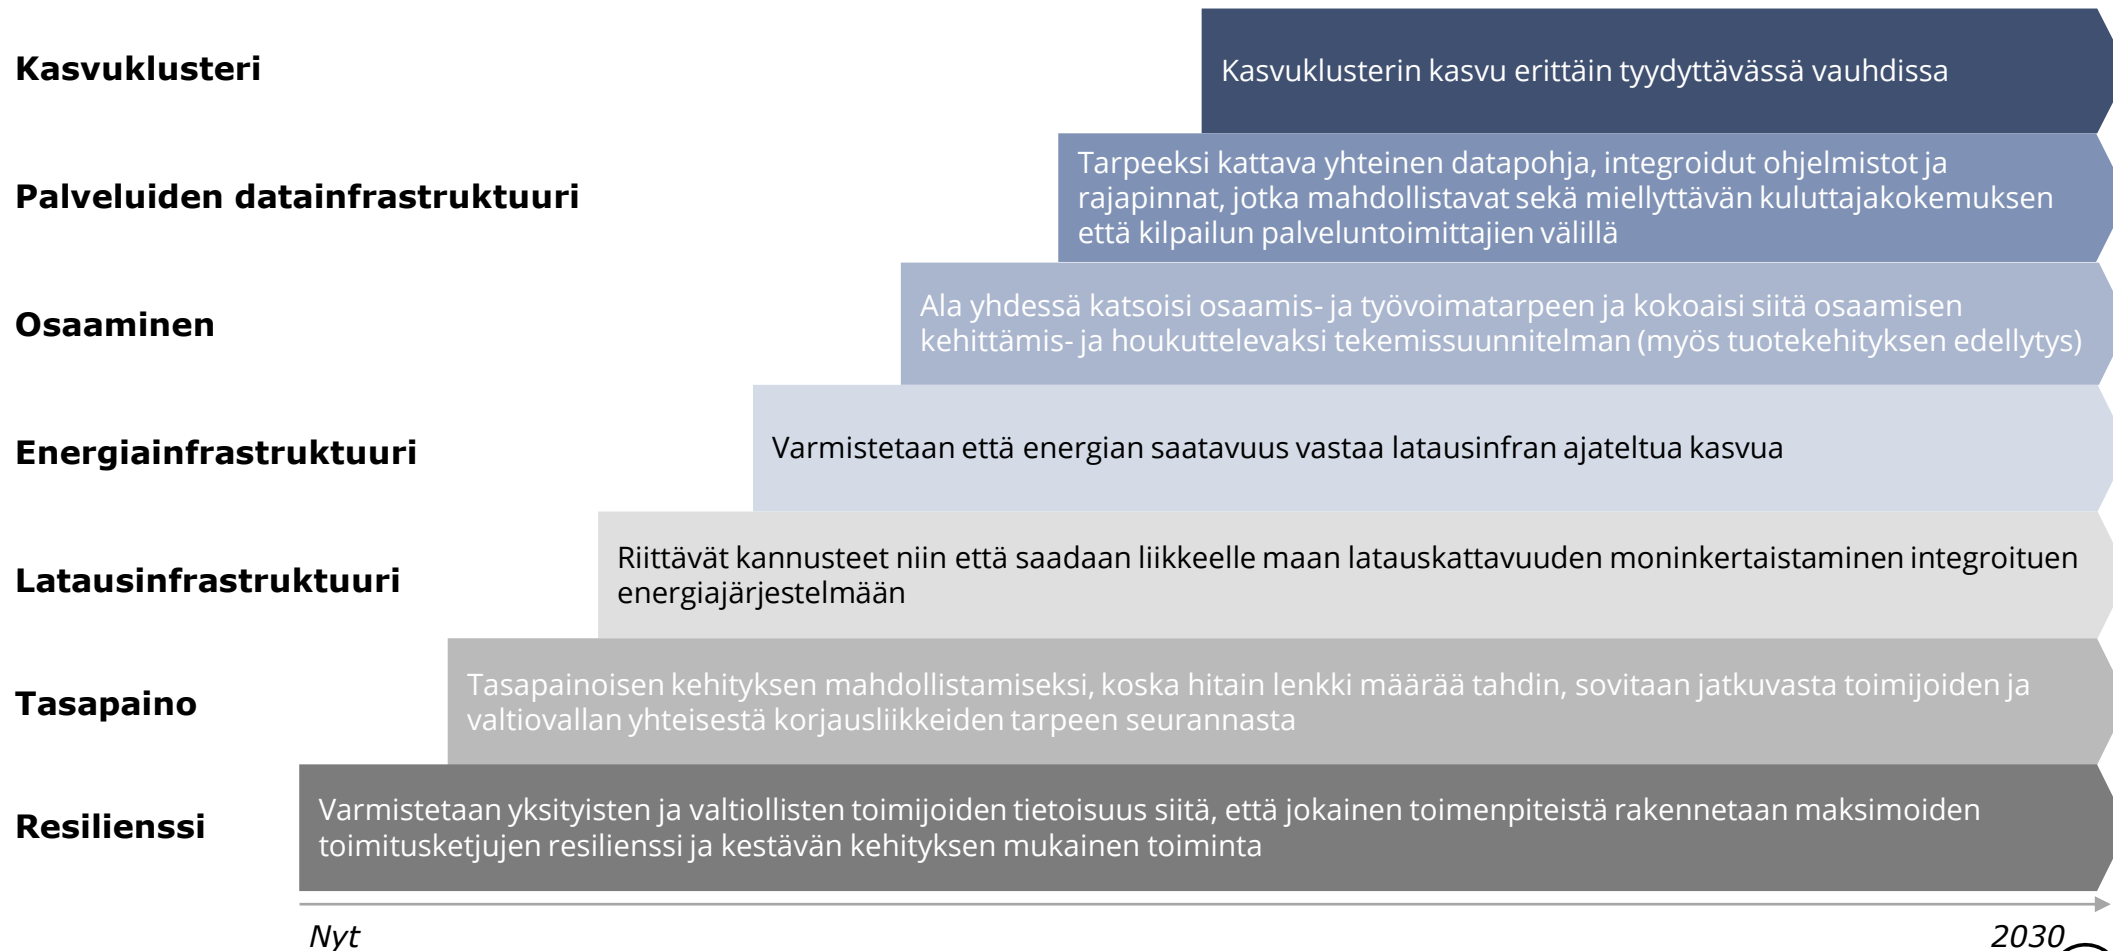 Kasvuklusteri
Kasvuklusterin kasvu erittäin tyydyttävässä vauhdissa
Palveluiden datainfrastruktuuri
Tarpeeksi kattava yhteinen datapohja, integroidut ohjelmistot ja
rajapinnat, jotka mahdollistavat sekä miellyttävän kuluttajakokemuksen
että kilpailun palveluntoimittajien välillä
Osaaminen
Ala yhdessä katsoisi osaamis- ja työvoimatarpeen ja kokoaisi siitä osaamisen
kehittämis- ja houkuttelevaksi tekemissuunnitelman (myös tuotekehityksen edellytys)
Energiainfrastruktuuri
Varmistetaan että energian saatavuus vastaa latausinfran ajateltua kasvua
Latausinfrastruktuuri
Riittävät kannusteet niin että saadaan liikkeelle maan latauskattavuuden moninkertaistaminen integroituen
energiajärjestelmään
Tasapaino
Tasapainoisen kehityksen mahdollistamiseksi, koska hitain lenkki määrää tahdin, sovitaan jatkuvasta toimijoiden ja
valtiovallan yhteisestä korjausliikkeiden tarpeen seurannasta
Resilienssi
Varmistetaan yksityisten ja valtiollisten toimijoiden tietoisuus siitä, että jokainen toimenpiteistä rakennetaan maksimoiden
toimitusketjujen resilienssi ja kestävän kehityksen mukainen toiminta
Nyt
2030